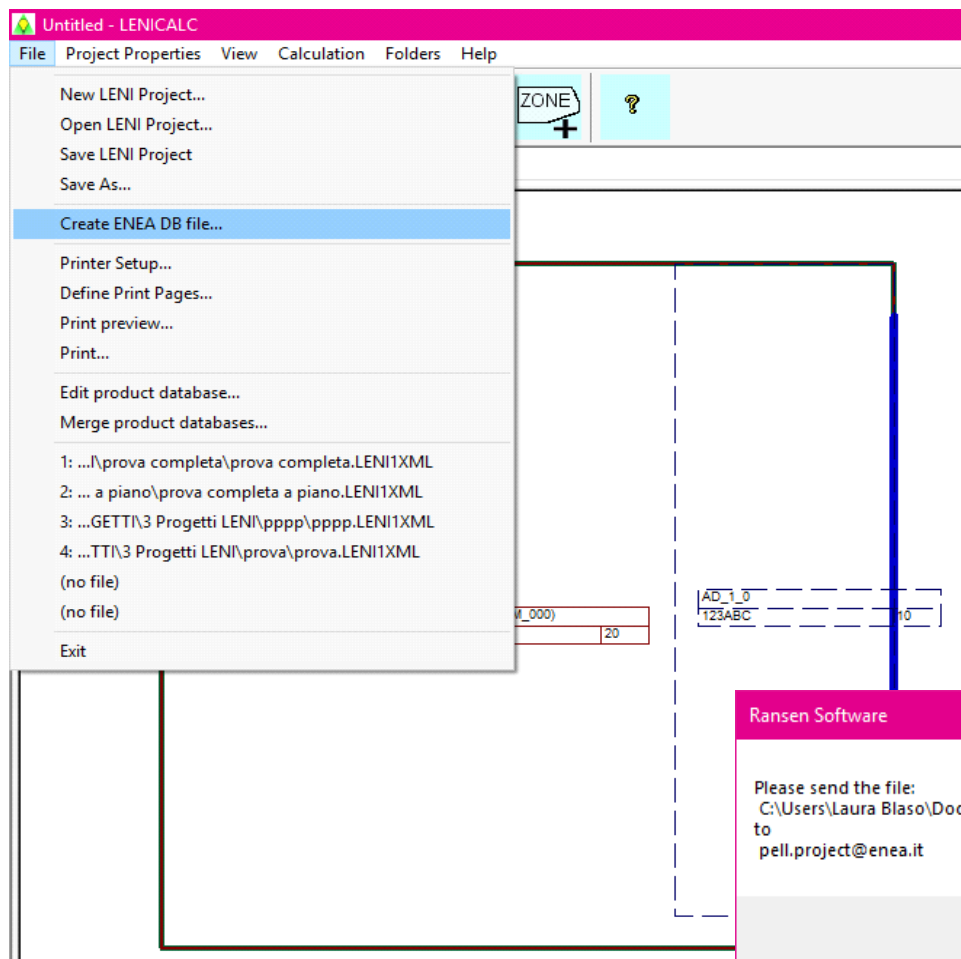 Untitled - LENICALC
File Project Properties View Calculation Folders Help
New LENI Project...
Open LENI Project...
Save LENI Project
Save As...
Create ENEA DB file...
Printer Setup...
Define Print Pages...
Print preview...
Print...
Edit product database...
Merge product databases...
1: ...I\prova completa\prova completa.LENI1XML
2: ... a piano\prova completa a piano.LENI1XML
3: ...GETTI\3 Progetti LENI\pppp\pppp.LENI1XML
4: ...TTI\3 Progetti LENI\prova\prova.LENI1XML
(no file)
(no file)
Exit
ZONE
?
_000)
20
AD_1_0
123ABC 10
Ransen Software
Please send the file:
C:\Users\Laura Blaso\Doc
to
pell.project@enea.it